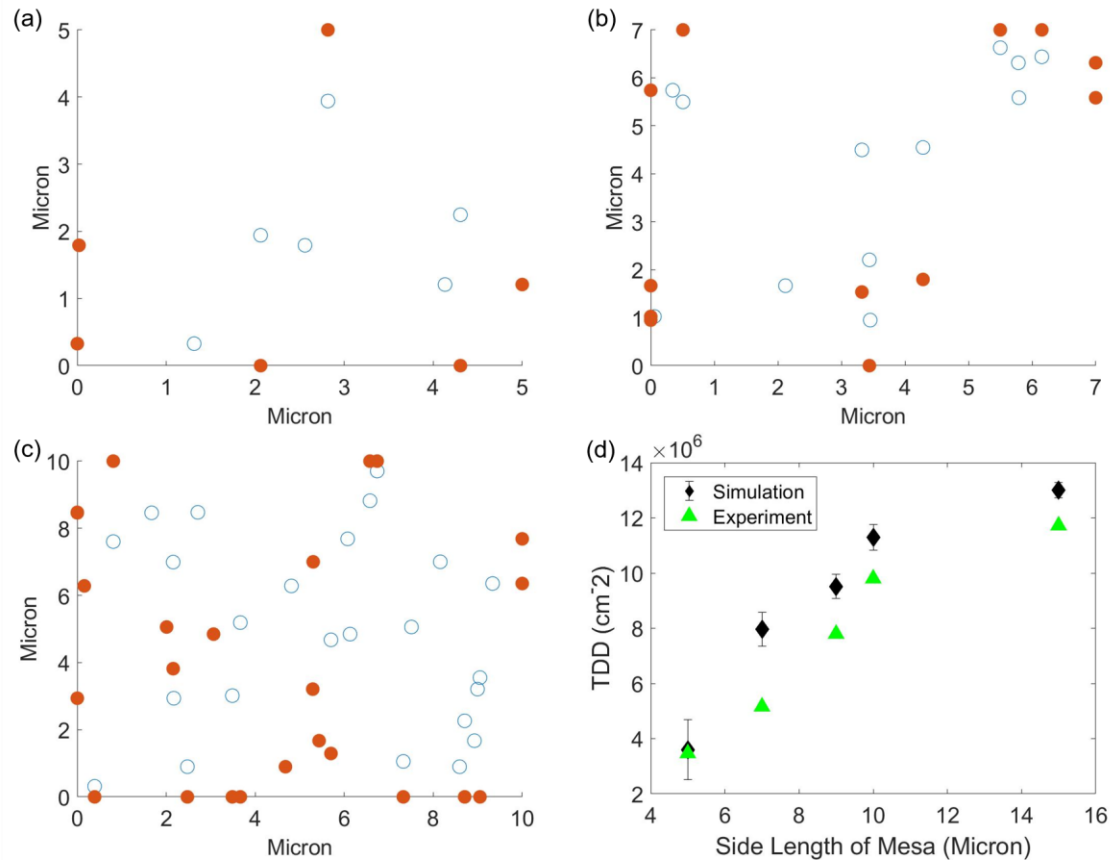 (a)
5
4
3
2
1
0
Micron
0 1 2 3 4 5
Micron
(b)
7
6
5
4
3
2
1
0
Micron
0 1 2 3 4 5 6 7
Micron
(c)
10
8
6
4
2
0
Micron
0 2 4 6 8 10
Micron
(d)
×10⁶
14
12
10
8
6
4
2
TDD (cm⁻2)
Simulation
Experiment
4 6 8 10 12 14 16
Side Length of Mesa (Micron)